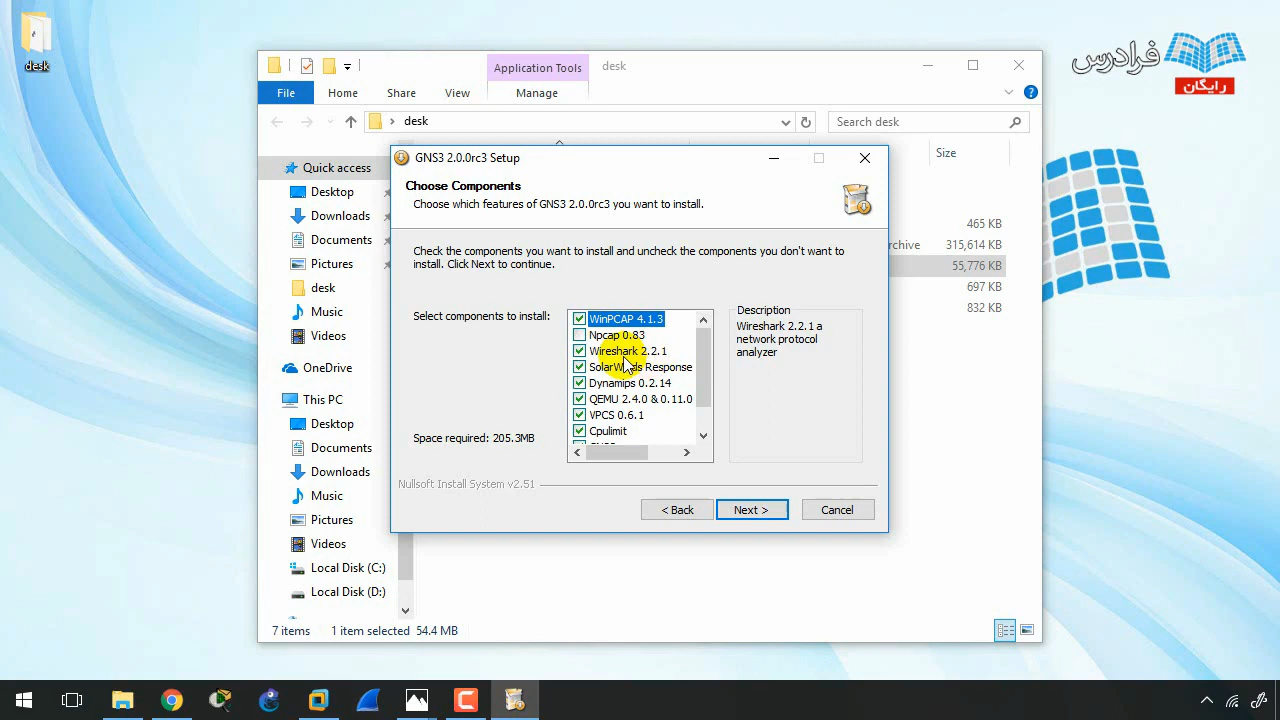 desk
Application Tools
desk
File
Home
Share
View
Manage
desk
Search desk
Size
Quick access
Desktop
Downloads
Documents
Pictures
desk
Music
Videos
OneDrive
This PC
Desktop
Documents
Downloads
Music
Pictures
Videos
Local Disk (C:)
Local Disk (D:)
465 KB
archive 315,614 KB
55,776 KB
697 KB
832 KB
GNS3 2.0.0rc3 Setup
Choose Components
Choose which features of GNS3 2.0.0rc3 you want to install.
Check the components you want to install and uncheck the components you don't want to
install. Click Next to continue.
Select components to install:
WinPCAP 4.1.3
Npcap 0.83
Wireshark 2.2.1
SolarWinds Response
Dynamips 0.2.14
QEMU 2.4.0 & 0.11.0
VPCS 0.6.1
Cpulimit
Description
Wireshark 2.2.1 a
network protocol
analyzer
Space required: 205.3MB
Nullsoft Install System v2.51
< Back
Next >
Cancel
7 items
1 item selected 54.4 MB
فرادرس
رایگان